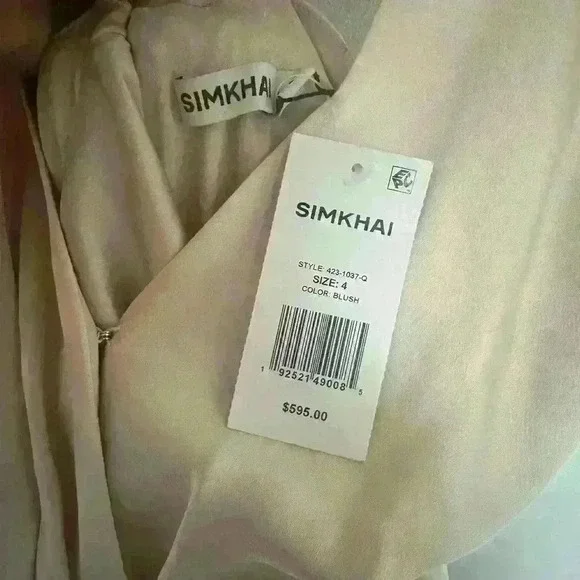 SIMKHAI
SIMKHAI
STYLE: 423-1037-Q
SIZE: 4
COLOR: BLUSH
1 92521 49008 5
$595.00